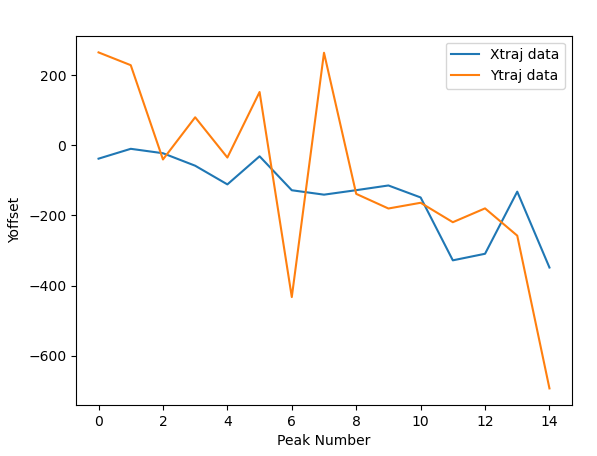 Xtraj data
Ytraj data
200
0
−200
−400
−600
Yoffset
0 2 4 6 8 10 12 14
Peak Number